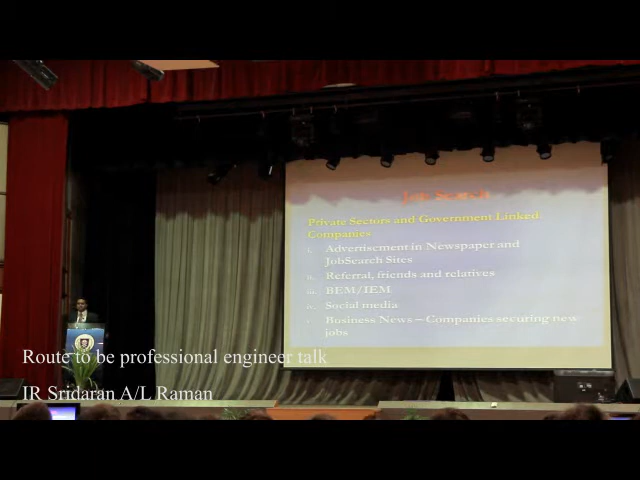 Job Search
Private Sectors and Government Linked
Companies
i. Advertisement in Newspaper and
JobSearch Sites
ii. Referral, friends and relatives
iii. BEM/IEM
iv. Social media
Business News – Companies securing new
jobs
Route to be professional engineer talk
IR Sridaran A/L Raman